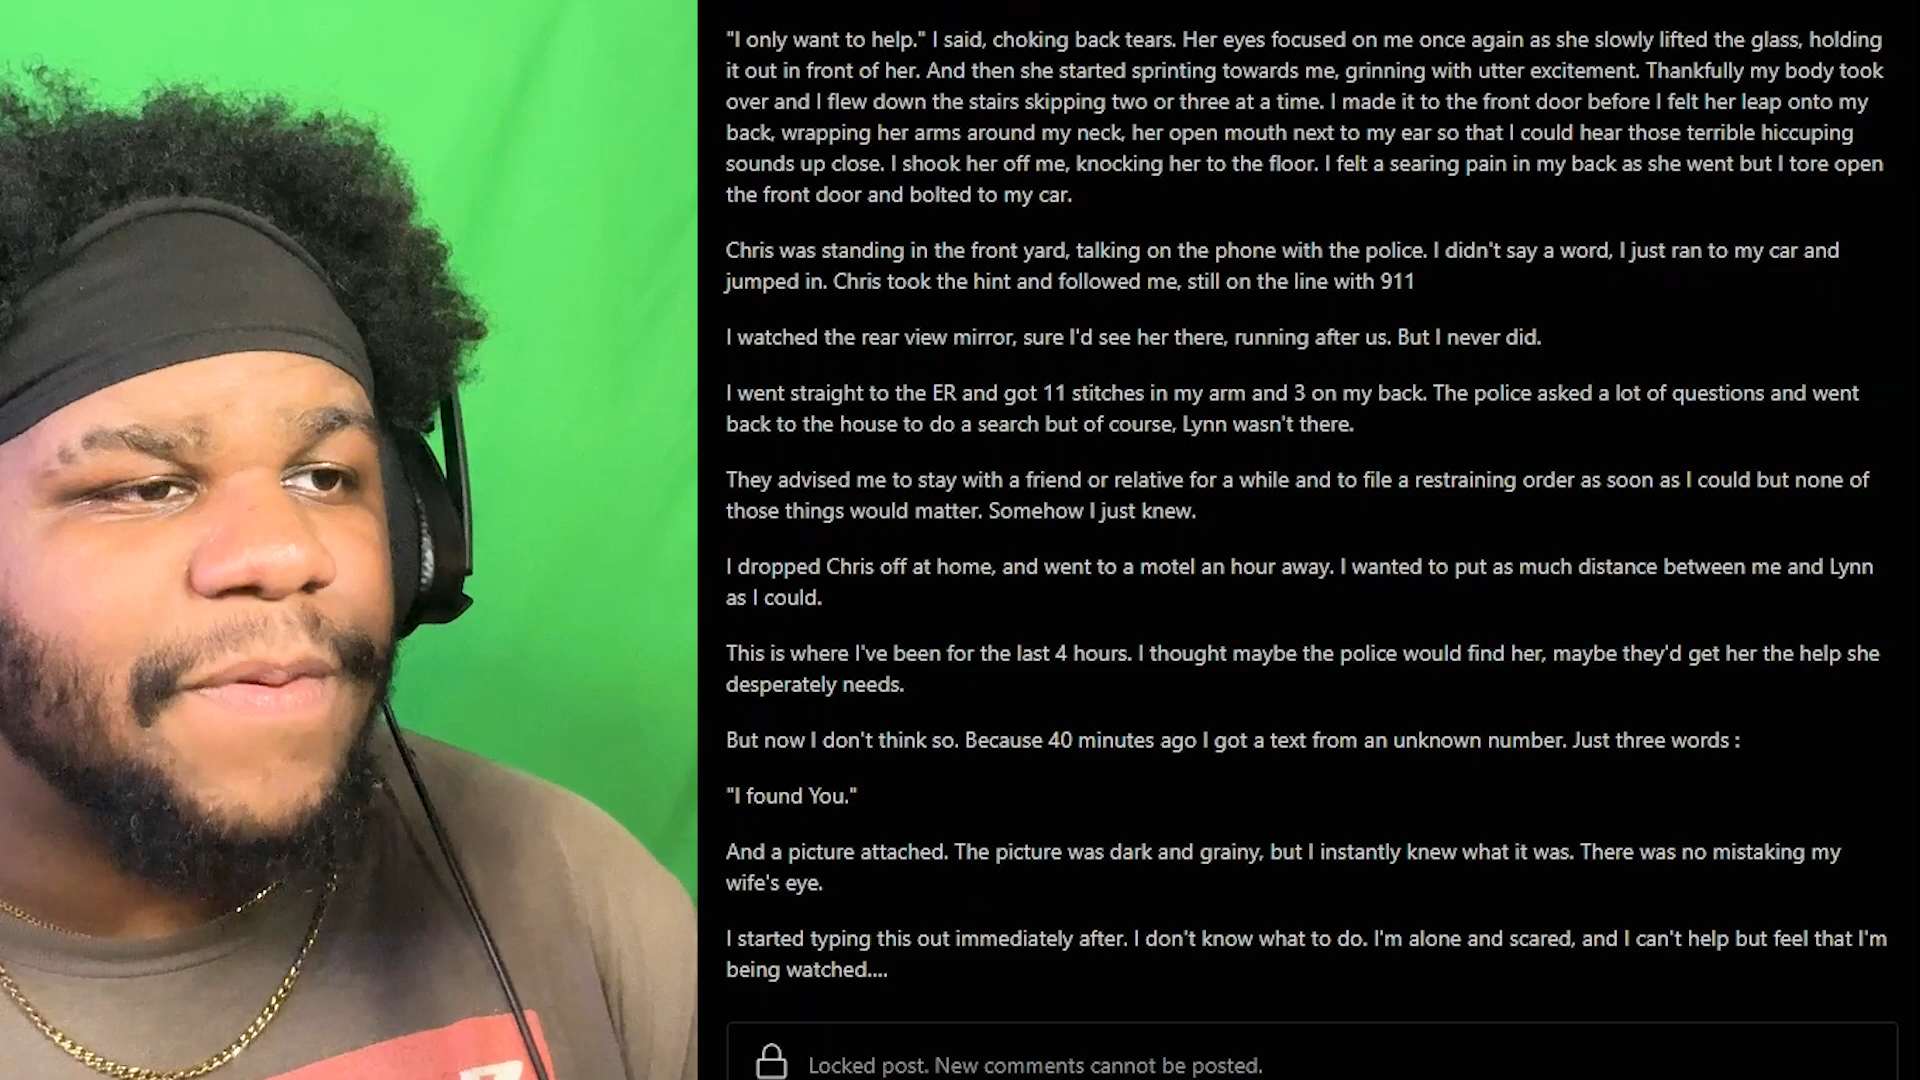 "I only want to help." I said, choking back tears. Her eyes focused on me once again as she slowly lifted the glass, holding
it out in front of her. And then she started sprinting towards me, grinning with utter excitement. Thankfully my body took
over and I flew down the stairs skipping two or three at a time. I made it to the front door before I felt her leap onto my
back, wrapping her arms around my neck, her open mouth next to my ear so that I could hear those terrible hiccuping
sounds up close. I shook her off me, knocking her to the floor. I felt a searing pain in my back as she went but I tore open
the front door and bolted to my car.
Chris was standing in the front yard, talking on the phone with the police. I didn't say a word, I just ran to my car and
jumped in. Chris took the hint and followed me, still on the line with 911
I watched the rear view mirror, sure I'd see her there, running after us. But I never did.
I went straight to the ER and got 11 stitches in my arm and 3 on my back. The police asked a lot of questions and went
back to the house to do a search but of course, Lynn wasn't there.
They advised me to stay with a friend or relative for a while and to file a restraining order as soon as I could but none of
those things would matter. Somehow I just knew.
I dropped Chris off at home, and went to a motel an hour away. I wanted to put as much distance between me and Lynn
as I could.
This is where I've been for the last 4 hours. I thought maybe the police would find her, maybe they'd get her the help she
desperately needs.
But now I don't think so. Because 40 minutes ago I got a text from an unknown number. Just three words :
"I found You."
And a picture attached. The picture was dark and grainy, but I instantly knew what it was. There was no mistaking my
wife's eye.
I started typing this out immediately after. I don't know what to do. I'm alone and scared, and I can't help but feel that I'm
being watched....
Locked post. New comments cannot be posted.